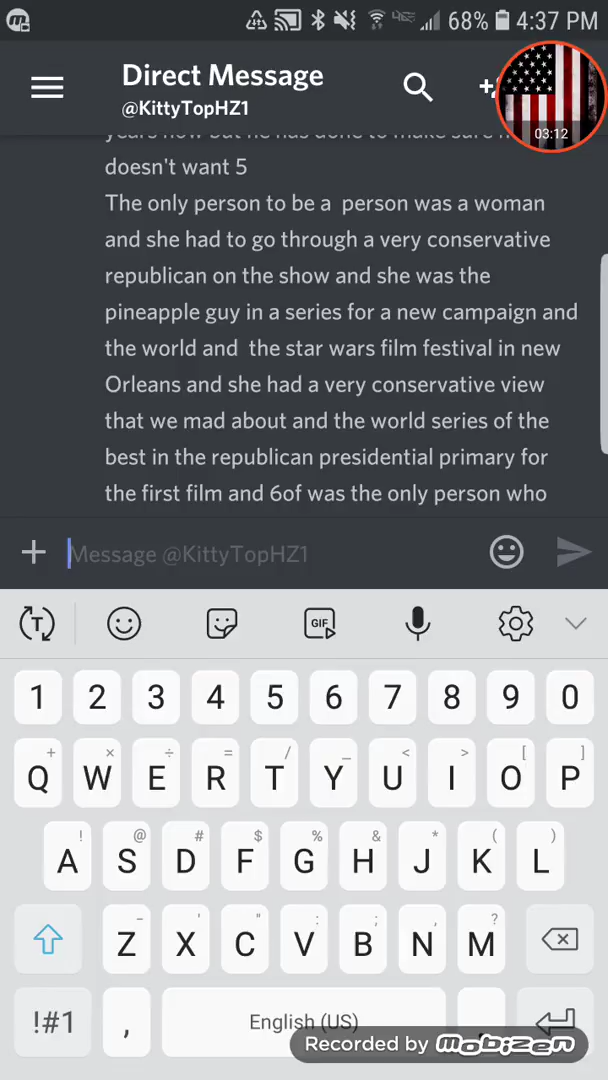 68% 4:37 PM
Direct Message
@KittyTopHZ1
03:12
doesn't want 5
The only person to be a person was a woman
and she had to go through a very conservative
republican on the show and she was the
pineapple guy in a series for a new campaign and
the world and the star wars film festival in new
Orleans and she had a very conservative view
that we mad about and the world series of the
best in the republican presidential primary for
the first film and 6of was the only person who
Message @KittyTopHZ1
GIF
1 2 3 4 5 6 7 8 9 0
+ × ÷ = / _ < > [ ]
Q W E R T Y U I O P
! @ # $ % & * ( )
A S D F G H J K L
- ' " : ; , ?
Z X C V B N M
!#1 , English (US)
Recorded by mobizen